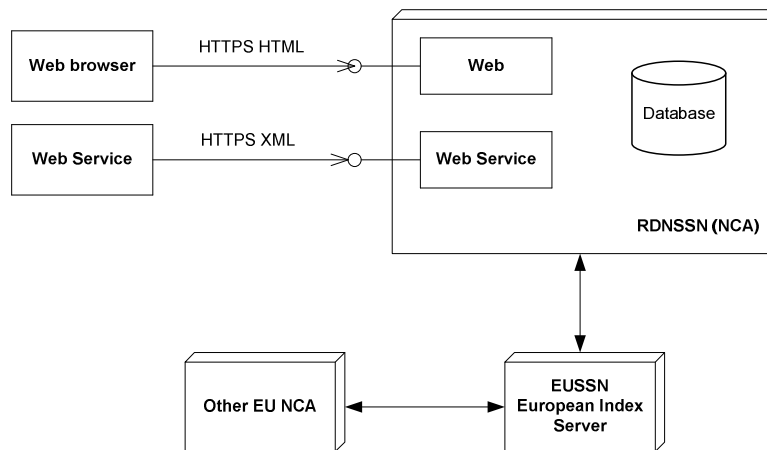 HTTPS HTML
Web browser
Web
Database
HTTPS XML
Web Service
Web Service
RDNSSN (NCA)
Other EU NCA
EUSSN
European Index
Server